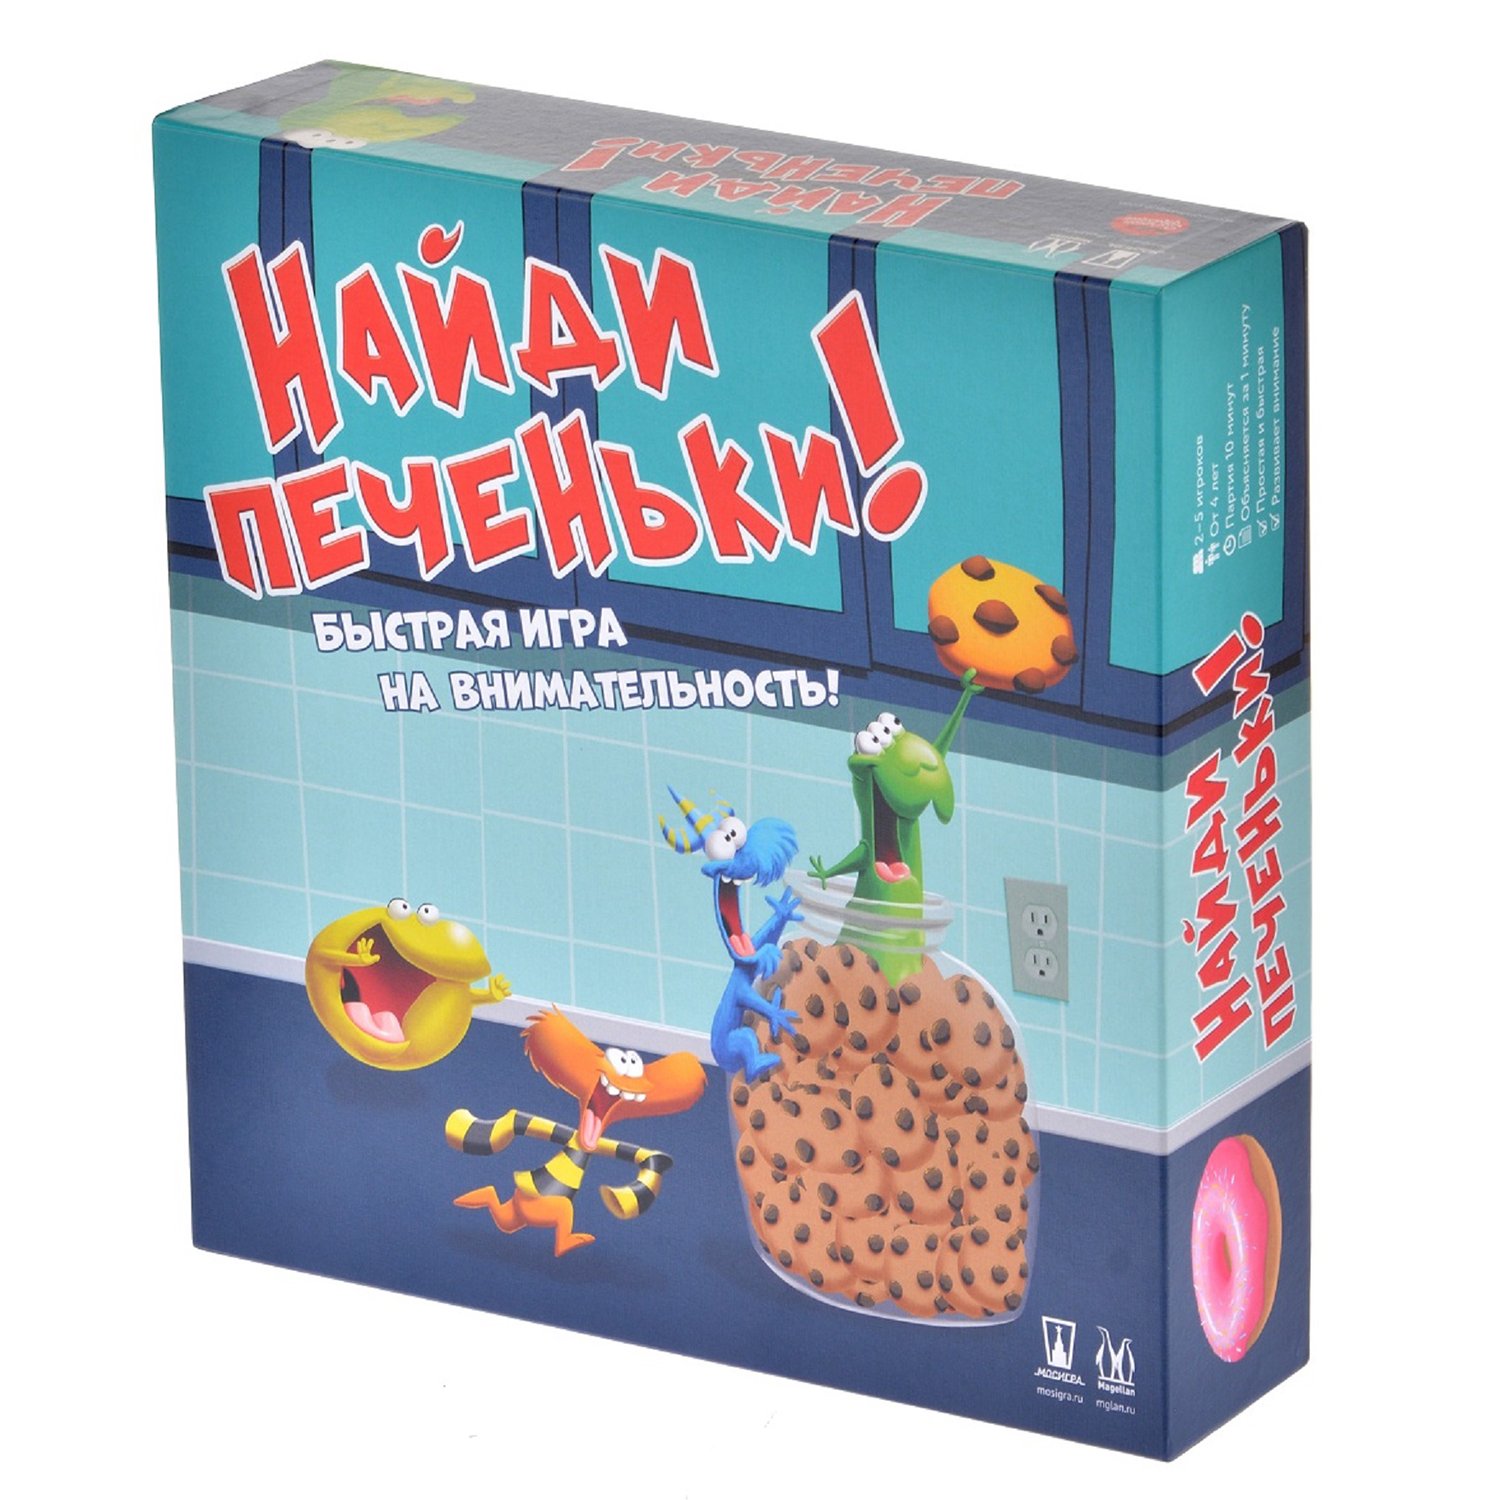 Найди
печеньки!
Найди
печеньки!
Быстрая игра
на внимательность!
2-5 игроков
От 4 лет
Партия 10 минут
Объясняется за 1 минуту
Простая и быстрая
Развивает внимание
Найди
печеньки!
МОСИГРА
mosigra.ru
Magellan
mglan.ru